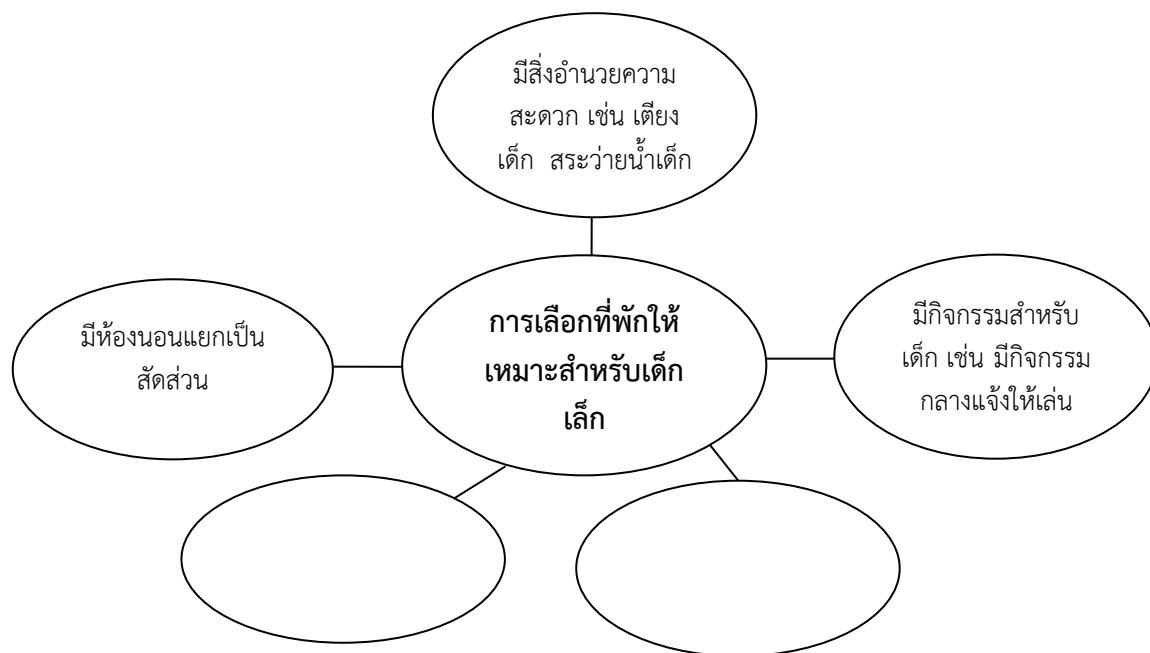 มีสิ่งอำนวยความ
สะดวก เช่น เตียง
เด็ก  สระว่ายน้ำเด็ก
มีห้องนอนแยกเป็น
สัดส่วน
การเลือกที่พักให้
เหมาะสำหรับเด็ก
เล็ก
มีกิจกรรมสำหรับ
เด็ก เช่น มีกิจกรรม
กลางแจ้งให้เล่น